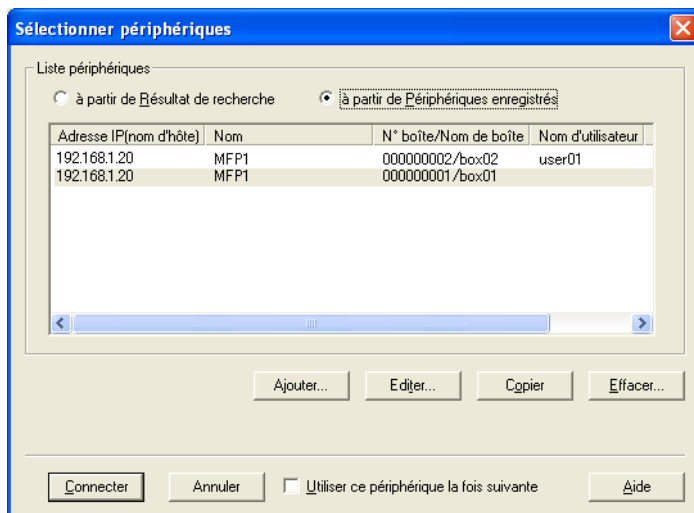 Sélectionner périphériques
Liste périphériques
à partir de Résultat de recherche à partir de Périphériques enregistrés
Adresse IP(nom d'hôte) Nom N° boîte/Nom de boîte Nom d'utilisateur
192.168.1.20 MFP1 000000002/box02 user01
192.168.1.20 MFP1 000000001/box01
Ajouter... Editer... Copier Effacer...
Connecter Annuler Utiliser ce périphérique la fois suivante Aide